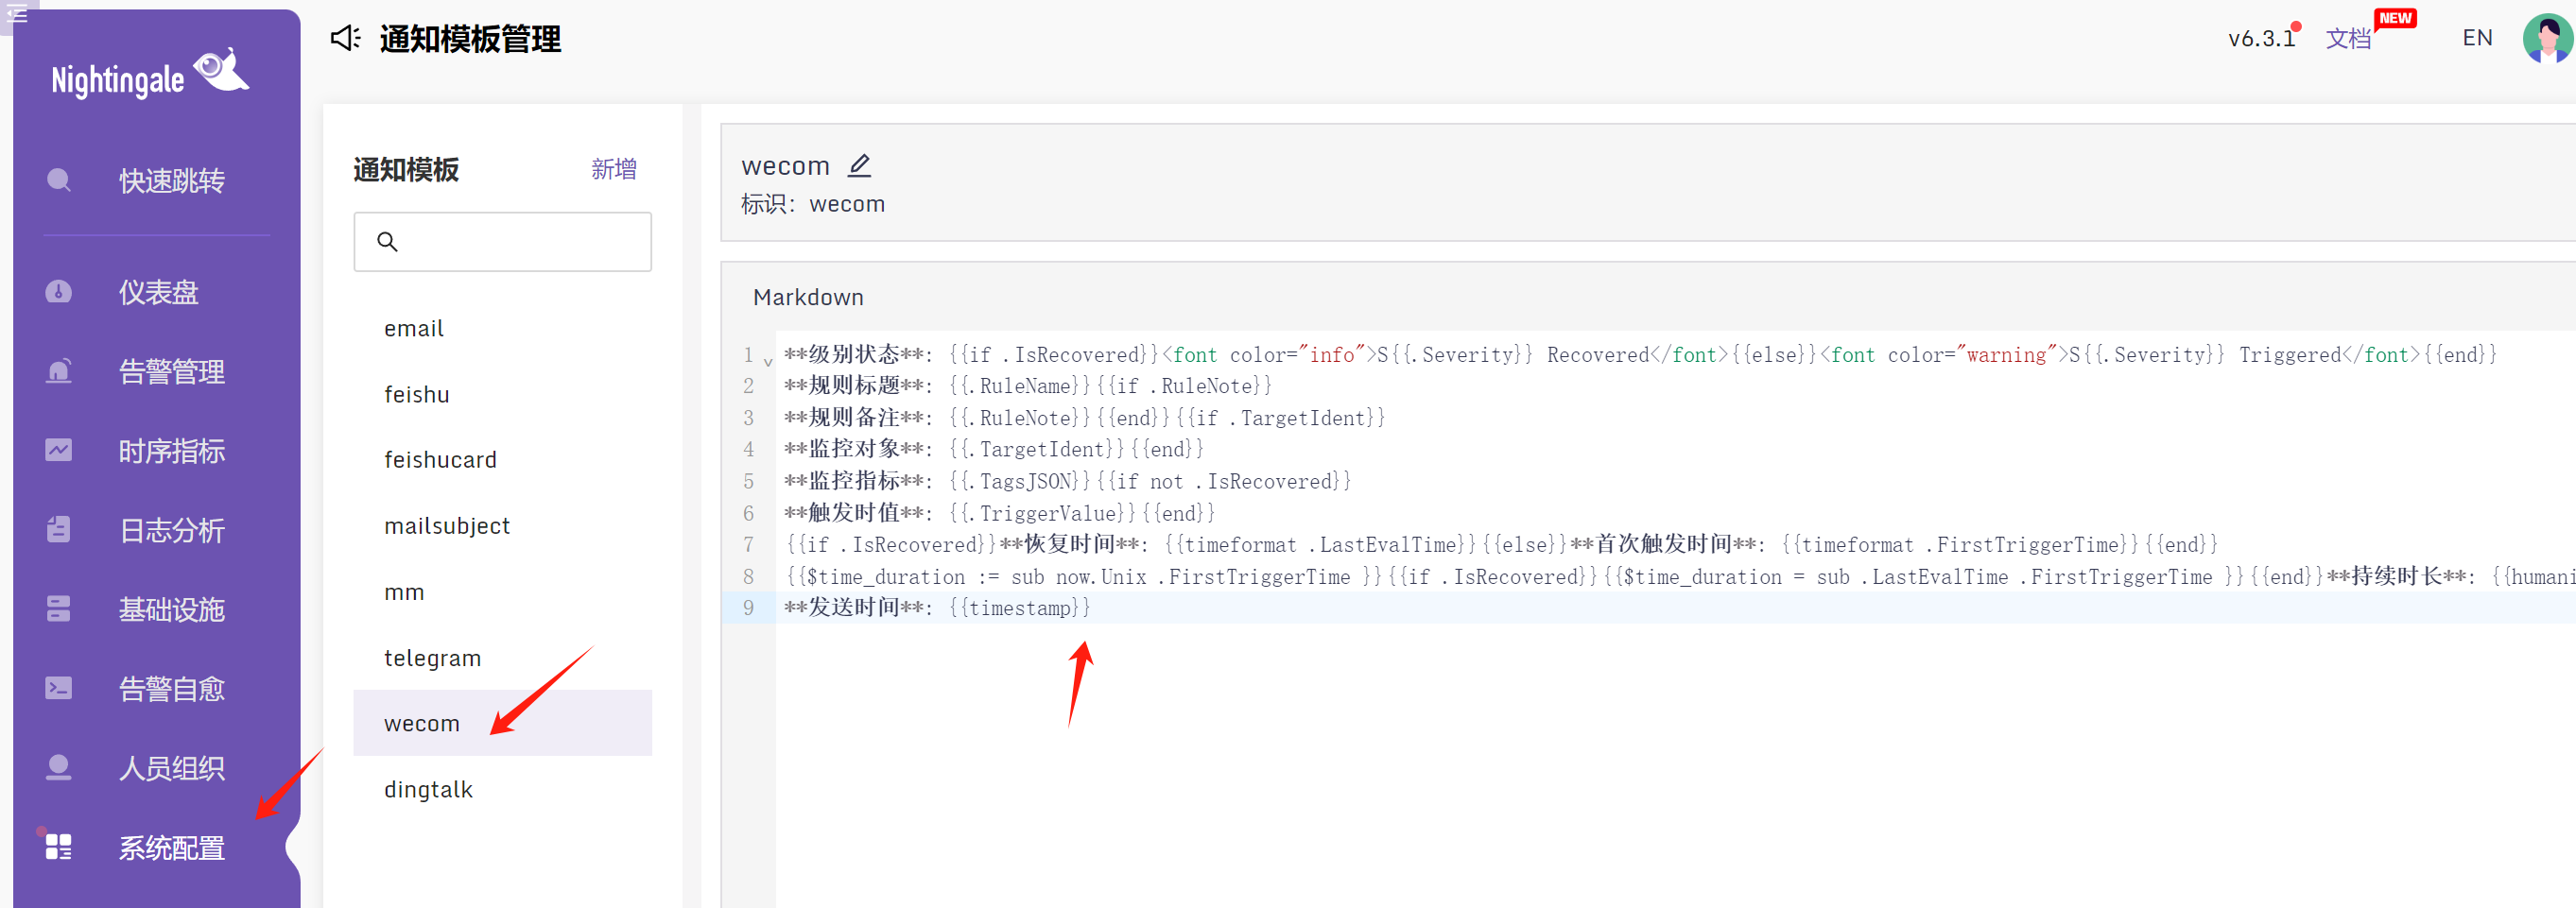 Nightingale
快速跳转
仪表盘
告警管理
时序指标
日志分析
基础设施
告警自愈
人员组织
系统配置
通知模板管理
v6.3.1
文档
NEW
EN
通知模板
新增
email
feishu
feishucard
mailsubject
mm
telegram
wecom
dingtalk
wecom
标识：wecom
Markdown
1 **级别状态**: {{if .IsRecovered}}<font color="info">S{{.Severity}} Recovered</font>{{else}}<font color="warning">S{{.Severity}} Triggered</font>{{end}}
2 **规则标题**: {{.RuleName}}{{if .RuleNote}}
3 **规则备注**: {{.RuleNote}}{{end}}{{if .TargetIdent}}
4 **监控对象**: {{.TargetIdent}}{{end}}
5 **监控指标**: {{.TagsJSON}}{{if not .IsRecovered}}
6 **触发时值**: {{.TriggerValue}}{{end}}
7 {{if .IsRecovered}}**恢复时间**: {{timeformat .LastEvalTime}}{{else}}**首次触发时间**: {{timeformat .FirstTriggerTime}}{{end}}
8 {{$time_duration := sub now.Unix .FirstTriggerTime }}{{if .IsRecovered}}{{$time_duration = sub .LastEvalTime .FirstTriggerTime }}{{end}}**持续时长**: {{humani
9 **发送时间**: {{timestamp}}